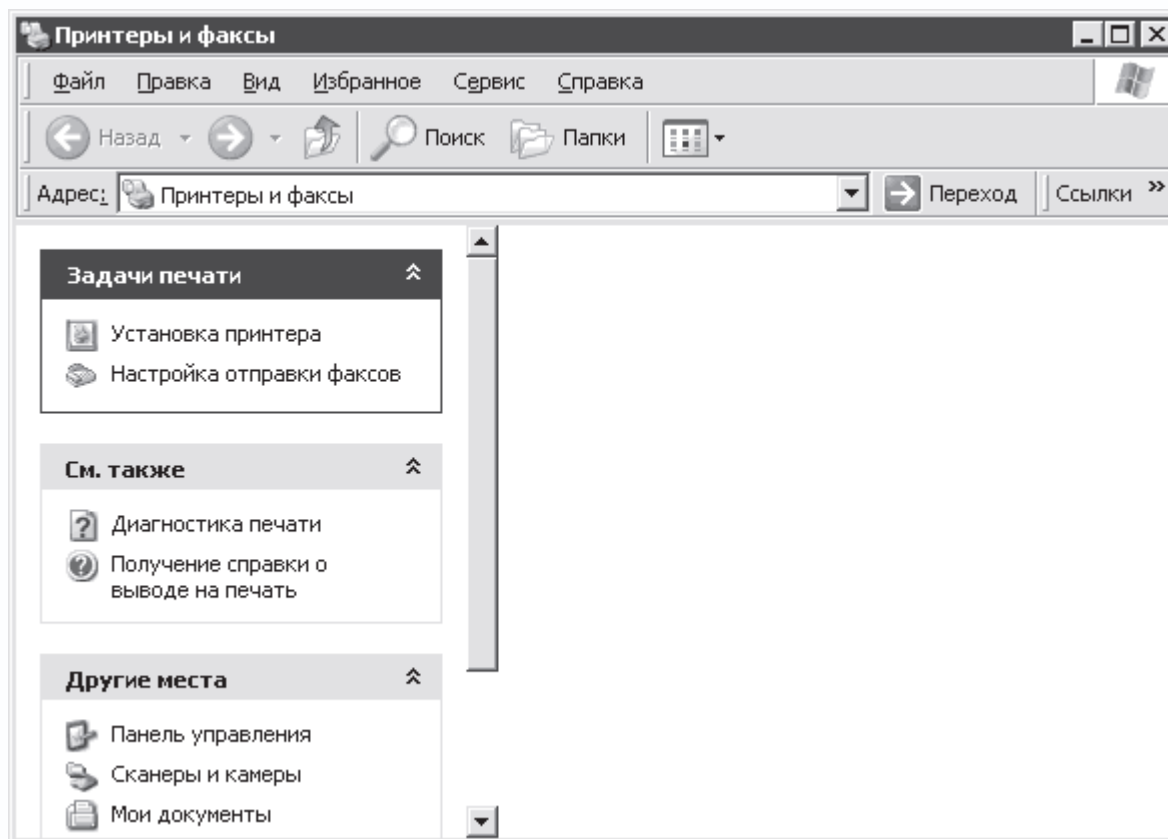 Принтеры и факсы
Файл Правка Вид Избранное Сервис Справка
Назад Поиск Папки
Адрес: Принтеры и факсы Переход Ссылки »
Задачи печати
Установка принтера
Настройка отправки факсов
См. также
Диагностика печати
Получение справки о
выводе на печать
Другие места
Панель управления
Сканеры и камеры
Мои документы